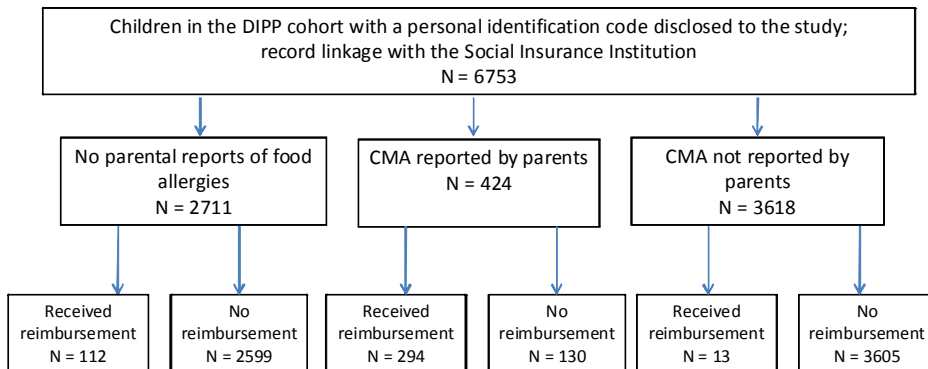 Children in the DIPP cohort with a personal identification code disclosed to the study;
record linkage with the Social Insurance Institution
N = 6753
No parental reports of food
allergies
N = 2711
CMA reported by parents
N = 424
CMA not reported by
parents
N = 3618
Received
reimbursement
N = 112
No
reimbursement
N = 2599
Received
reimbursement
N = 294
No
reimbursement
N = 130
Received
reimbursement
N = 13
No
reimbursement
N = 3605